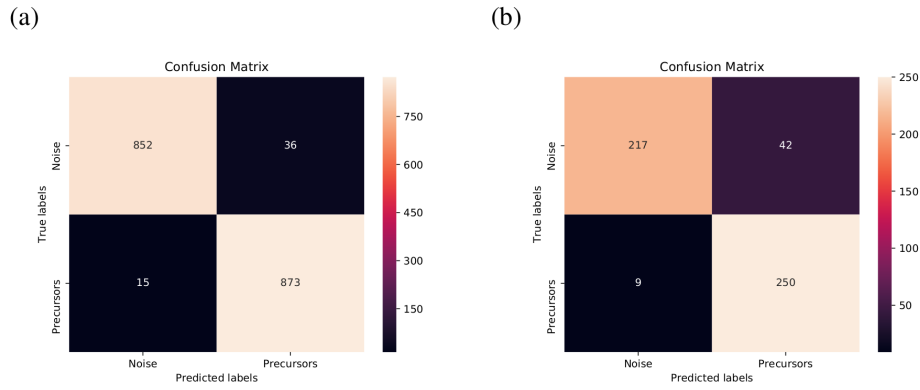 (a)
Confusion Matrix
Noise
852
36
True labels
Precursors
15
873
Noise
Precursors
Predicted labels
750
600
450
300
150
(b)
Confusion Matrix
Noise
217
42
True labels
Precursors
9
250
Noise
Precursors
Predicted labels
250
200
150
100
50